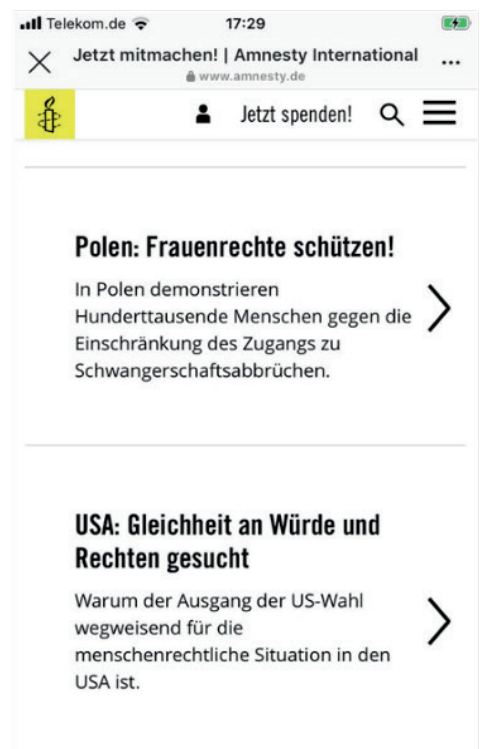 Telekom.de 17:29
Jetzt mitmachen! | Amnesty International ...
www.amnesty.de
Jetzt spenden!
Polen: Frauenrechte schützen!
In Polen demonstrieren
Hunderttausende Menschen gegen die
Einschränkung des Zugangs zu
Schwangerschaftsabbrüchen.
USA: Gleichheit an Würde und
Rechten gesucht
Warum der Ausgang der US-Wahl
wegweisend für die
menschenrechtliche Situation in den
USA ist.